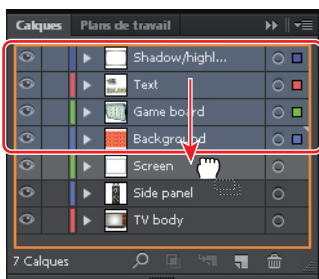 Calques Plans de travail
Shadow/highl...
Text
Game board
Background
Screen
Side panel
TV body
7 Calques